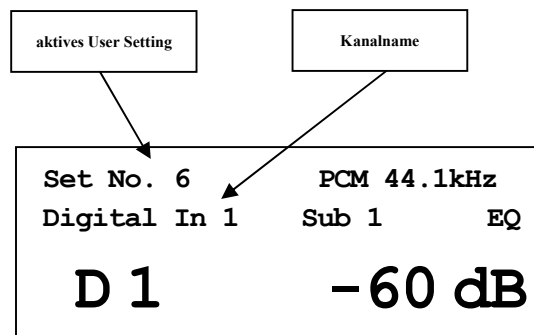 aktives User Setting
Kanalname
Set No. 6 PCM 44.1kHz
Digital In 1 Sub 1 EQ
D 1 -60 dB